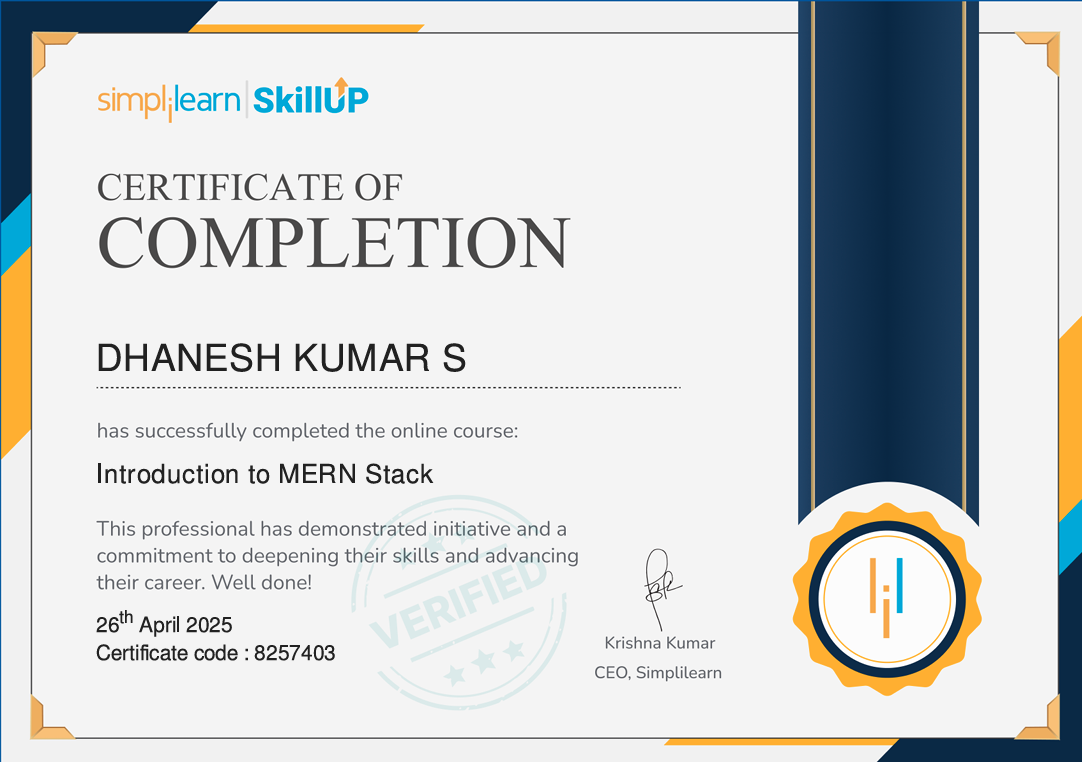 simplilearn | SkillUP
CERTIFICATE OF
COMPLETION
DHANESH KUMAR S
has successfully completed the online course:
Introduction to MERN Stack
This professional has demonstrated initiative and a
commitment to deepening their skills and advancing
their career. Well done!
26th April 2025
Certificate code : 8257403
VERIFIED
Krishna Kumar
CEO, Simplilearn